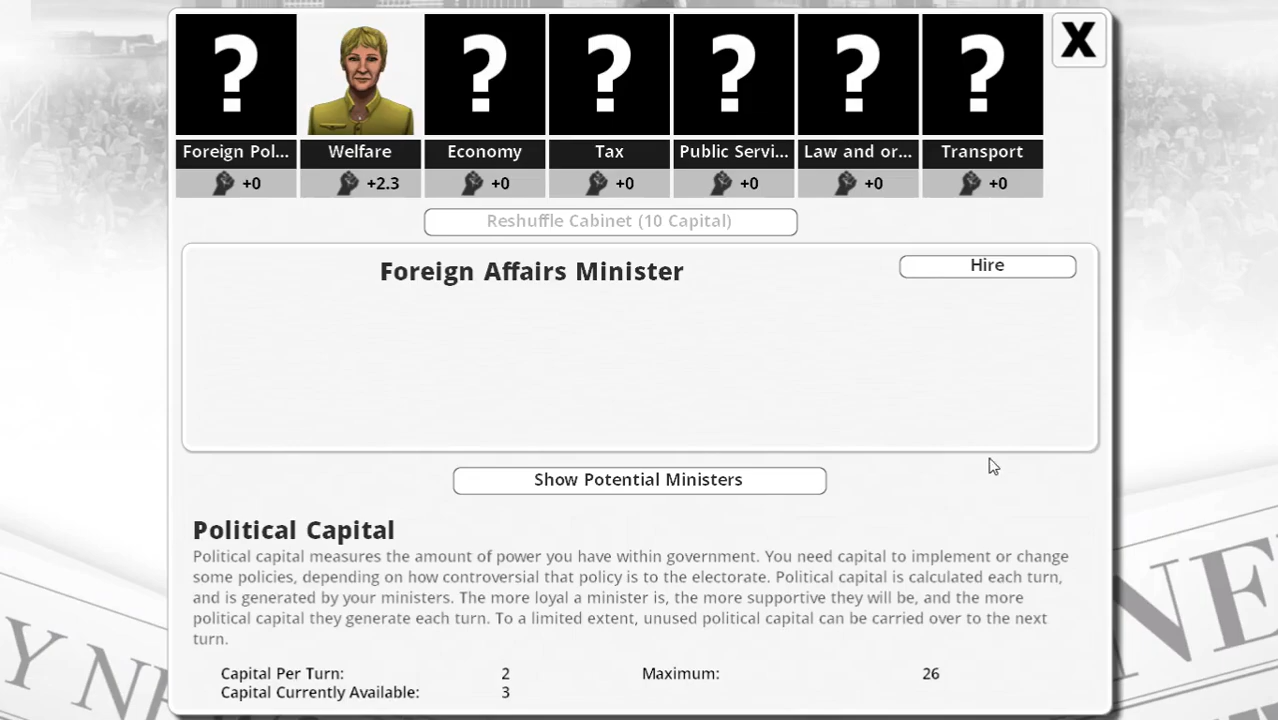 ? ? ? ? ? ? X
Foreign Pol... Welfare Economy Tax Public Servi... Law and or... Transport
+0 +2.3 +0 +0 +0 +0 +0
Reshuffle Cabinet (10 Capital)
Foreign Affairs Minister Hire
Show Potential Ministers
Political Capital
Political capital measures the amount of power you have within government. You need capital to implement or change
some policies, depending on how controversial that policy is to the electorate. Political capital is calculated each turn,
and is generated by your ministers. The more loyal a minister is, the more supportive they will be, and the more
political capital they generate each turn. To a limited extent, unused political capital can be carried over to the next
turn.
Capital Per Turn: 2 Maximum: 26
Capital Currently Available: 3